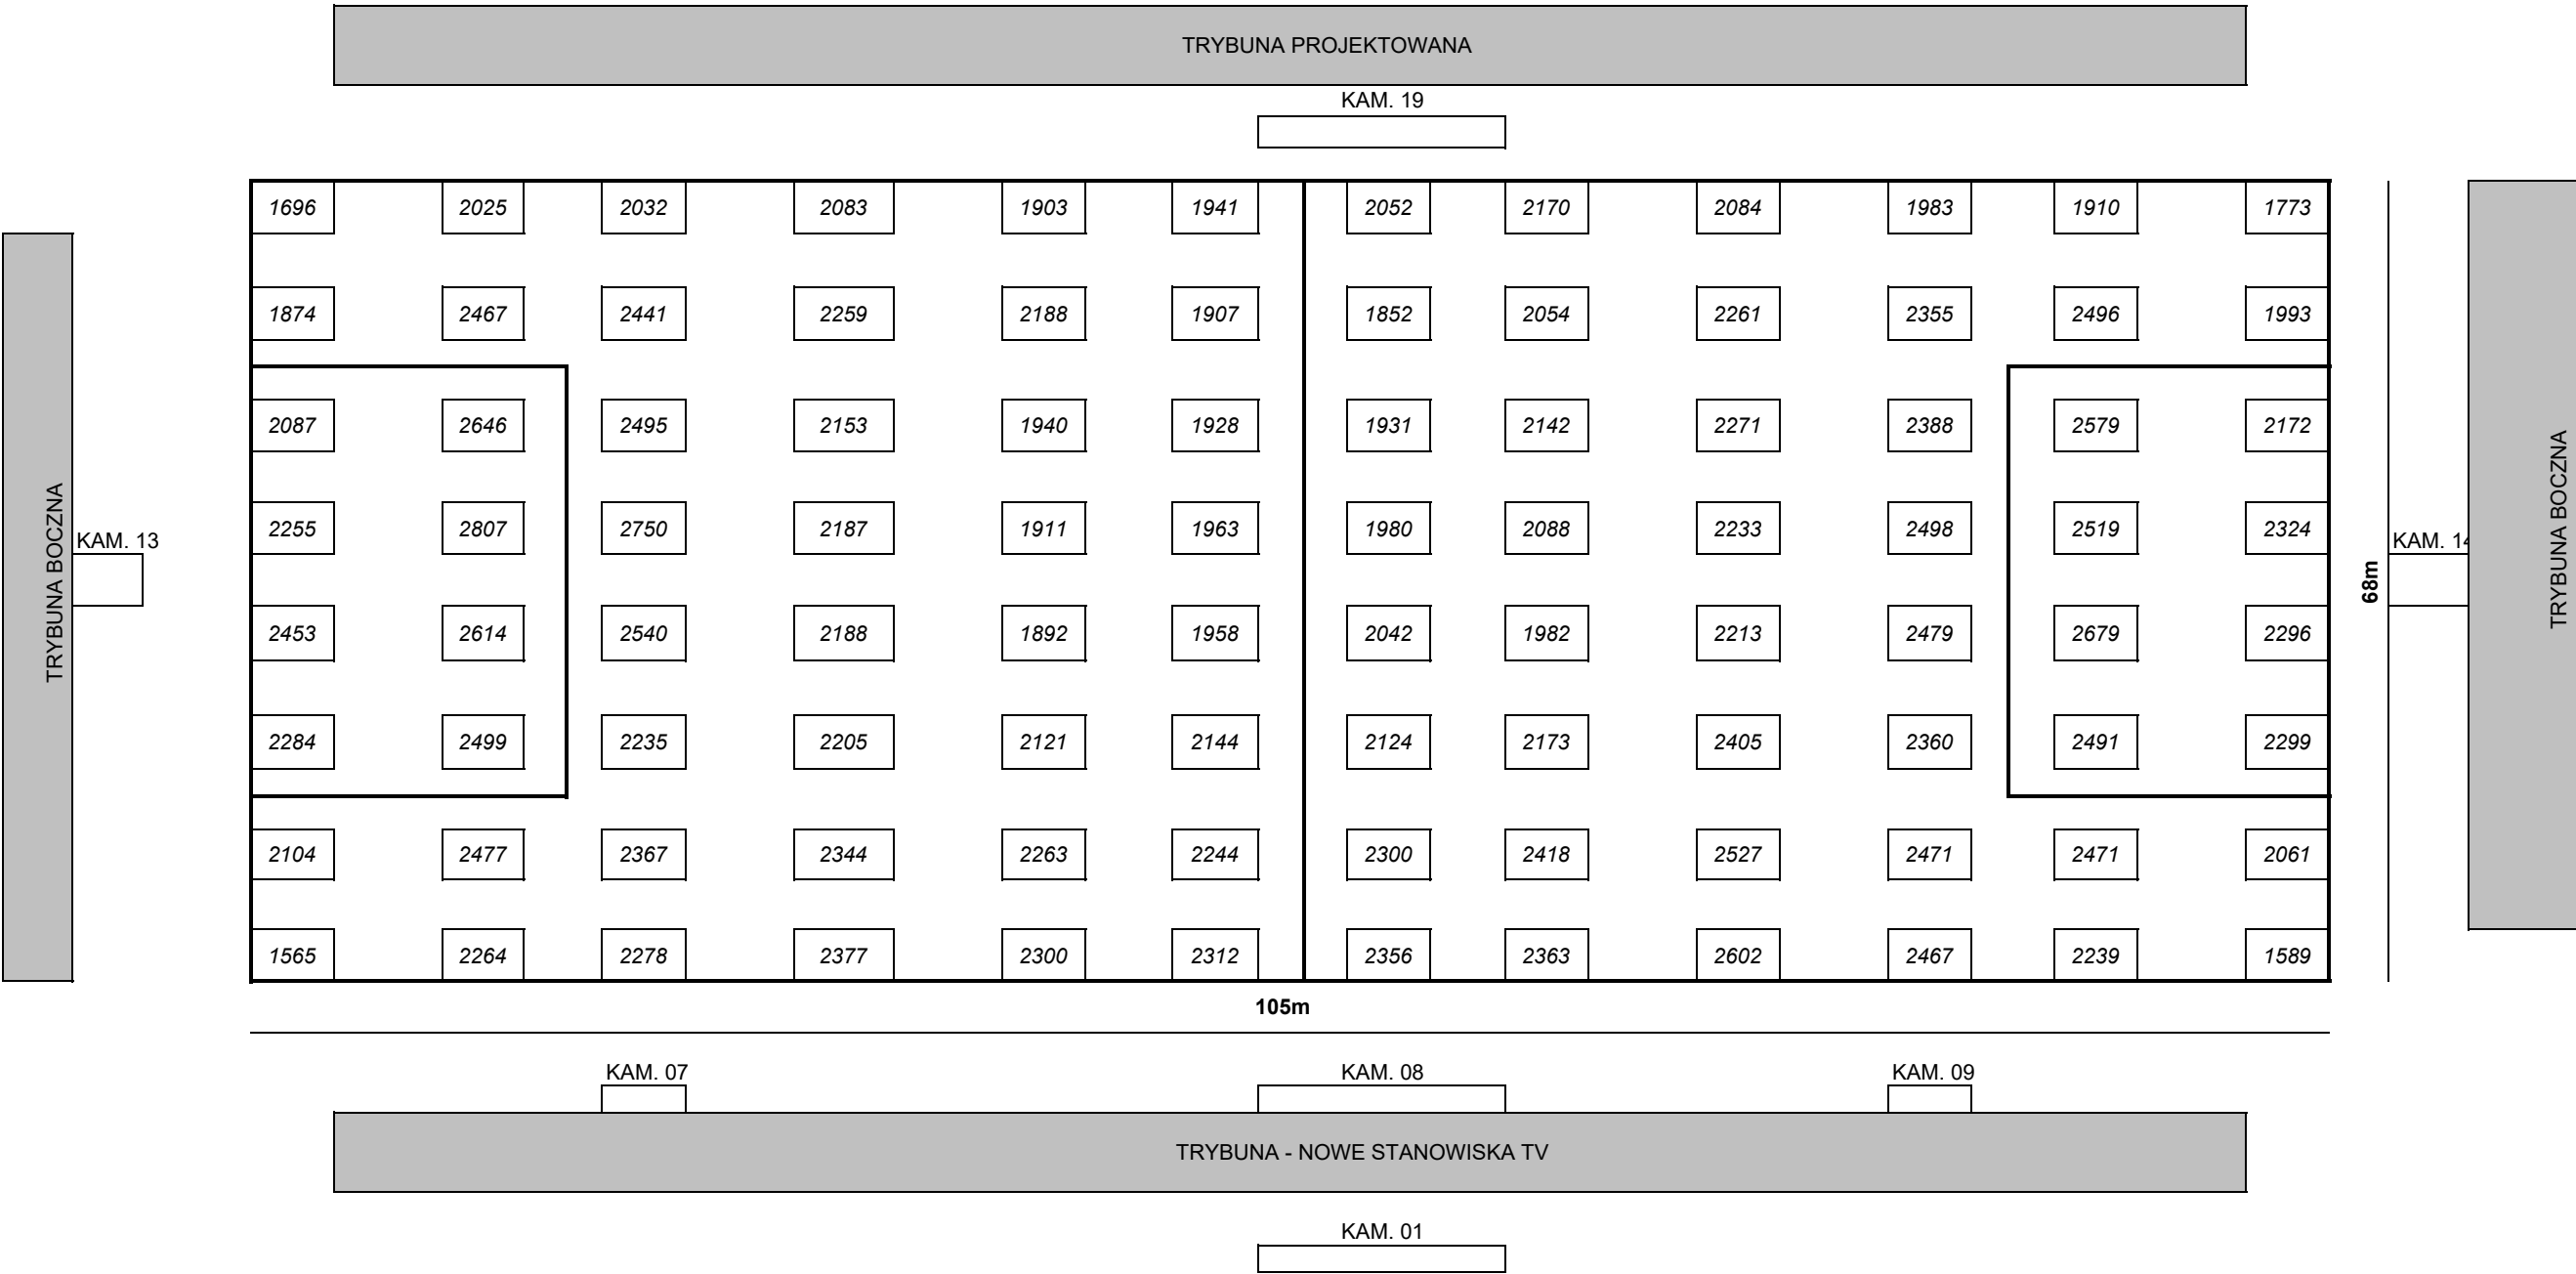 TRYBUNA PROJEKTOWANA
KAM. 19
1696 2025 2032 2083 1903 1941 2052 2170 2084 1983 1910 1773
1874 2467 2441 2259 2188 1907 1852 2054 2261 2355 2496 1993
2087 2646 2495 2153 1940 1928 1931 2142 2271 2388 2579 2172
2255 2807 2750 2187 1911 1963 1980 2088 2233 2498 2519 2324
TRYBUNA BOCZNA
KAM. 13
KAM. 14
68m
TRYBUNA BOCZNA
2453 2614 2540 2188 1892 1958 2042 1982 2213 2479 2679 2296
2284 2499 2235 2205 2121 2144 2124 2173 2405 2360 2491 2299
2104 2477 2367 2344 2263 2244 2300 2418 2527 2471 2471 2061
1565 2264 2278 2377 2300 2312 2356 2363 2602 2467 2239 1589
105m
KAM. 07 KAM. 08 KAM. 09
TRYBUNA - NOWE STANOWISKA TV
KAM. 01